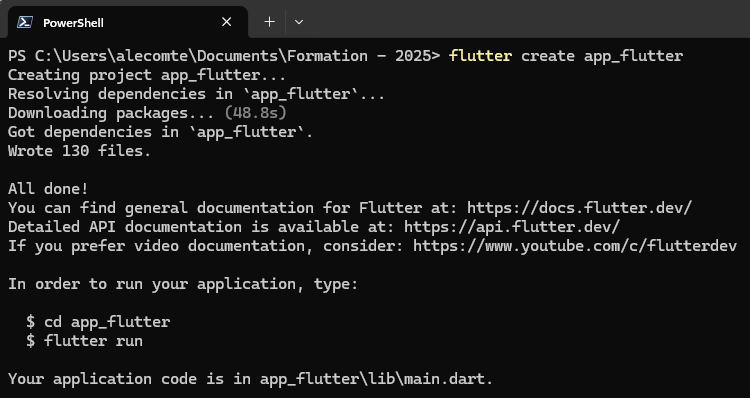 PowerShell
PS C:\Users\alecomte\Documents\Formation - 2025> flutter create app_flutter
Creating project app_flutter...
Resolving dependencies in `app_flutter`...
Downloading packages... (48.8s)
Got dependencies in `app_flutter`.
Wrote 130 files.
All done!
You can find general documentation for Flutter at: https://docs.flutter.dev/
Detailed API documentation is available at: https://api.flutter.dev/
If you prefer video documentation, consider: https://www.youtube.com/c/flutterdev
In order to run your application, type:
$ cd app_flutter
$ flutter run
Your application code is in app_flutter\lib\main.dart.